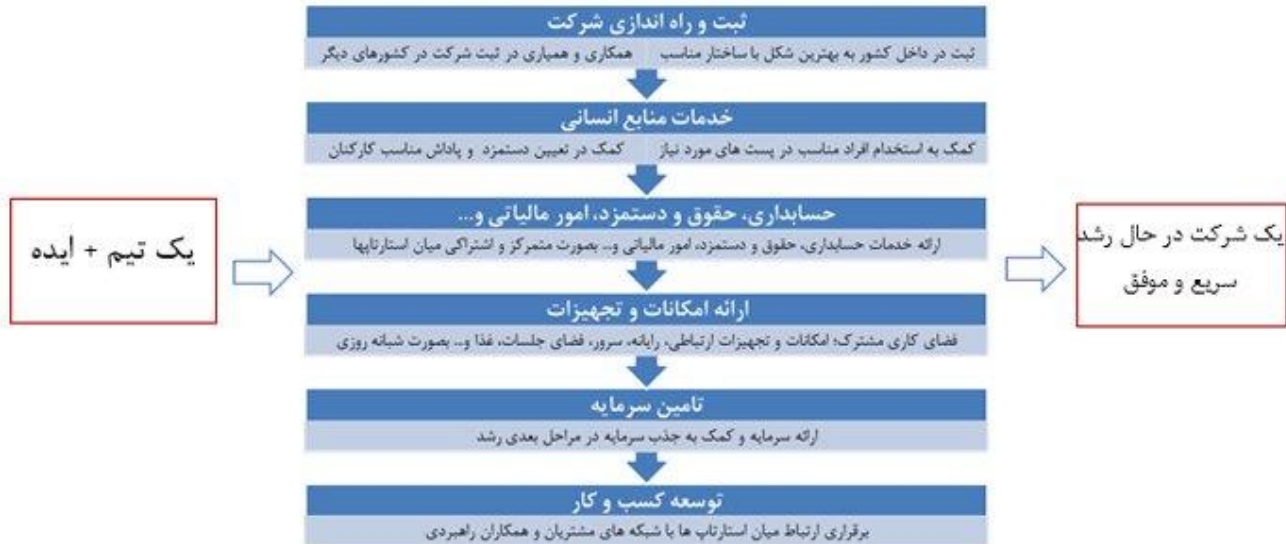 ثبت و راه اندازی شرکت
ثبت در داخل کشور به بهترین شکل با ساختار مناسب
همکاری و همیاری در ثبت شرکت در کشورهای دیگر
خدمات منابع انسانی
کمک به استخدام افراد مناسب در پست های مورد نیاز
کمک در تعیین دستمزد و پاداش مناسب کارکنان
حسابداری، حقوق و دستمزد، امور مالیاتی و...
ارائه خدمات حسابداری، حقوق و دستمزد، امور مالیاتی و... بصورت متمرکز و اشتراکی میان استارتاپها
ارائه امکانات و تجهیزات
فضای کاری مشترک؛ امکانات و تجهیزات ارتباطی، رایانه، سرور، فضای جلسات، غذا و... بصورت شبانه روزی
تامین سرمایه
ارائه سرمایه و کمک به جذب سرمایه در مراحل بعدی رشد
توسعه کسب و کار
برقراری ارتباط میان استارتاپ ها با شبکه های مشتریان و همکاران راهبردی
یک شرکت در حال رشد
سریع و موفق
یک تیم + ایده